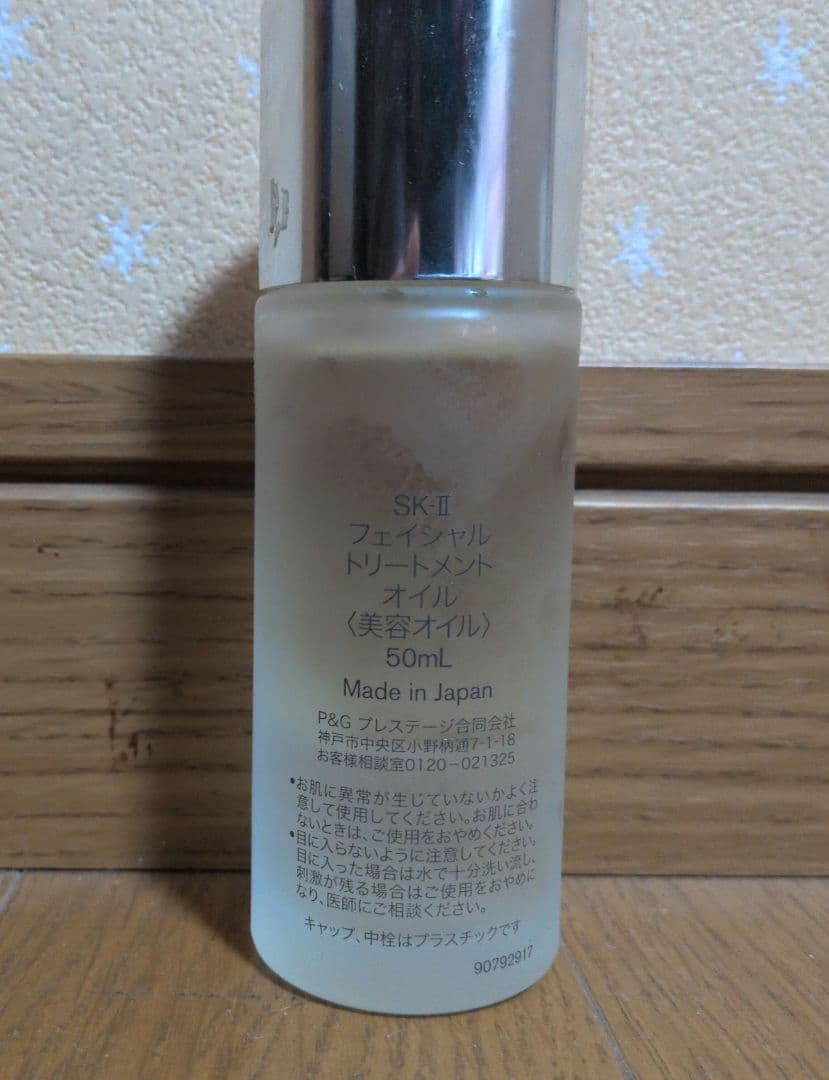 SK-II
フェイシャル
トリートメント
オイル
〈美容オイル〉
50mL
Made in Japan
P&G プレステージ合同会社
神戸市中央区小野柄通7-1-18
お客様相談室0120-021325
•お肌に異常が生じていないかよく注
意して使用してください。お肌に合わ
ないときは、ご使用をおやめください。
•目に入らないように注意してください。
目に入った場合は水で十分洗い流し、
刺激が残る場合はご使用をおやめに
なり、医師にご相談ください。
キャップ、中栓はプラスチックです
90792917